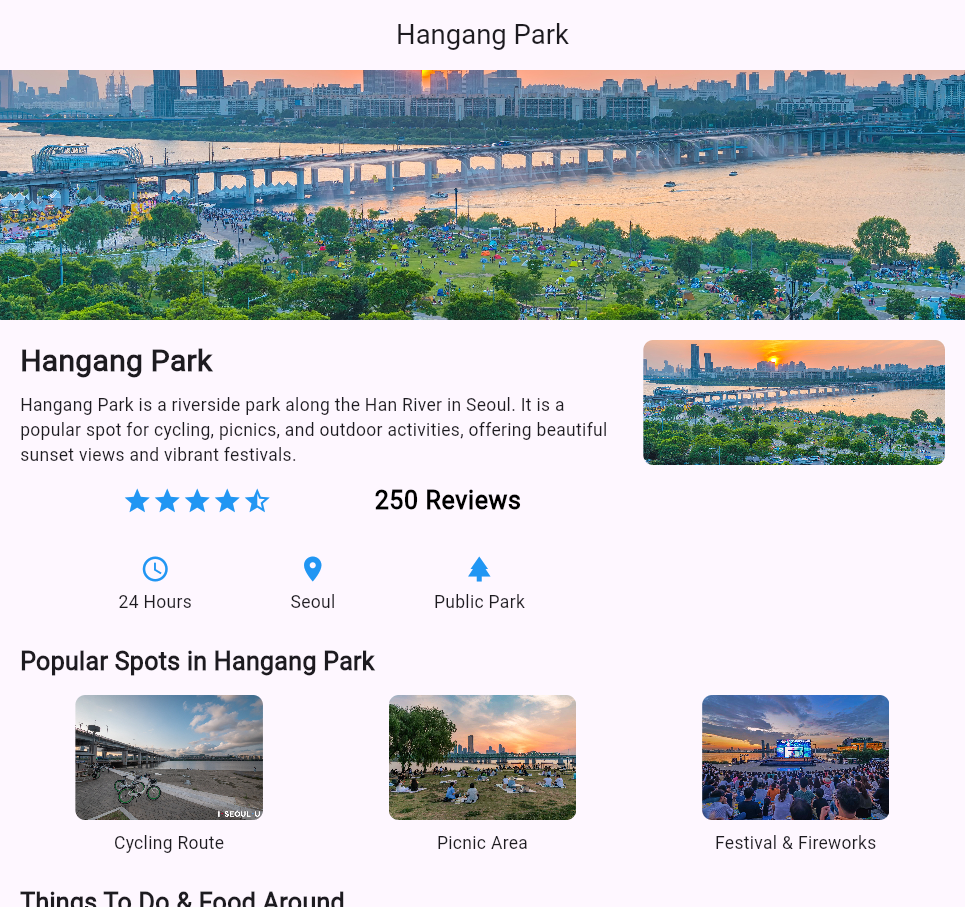 Hangang Park
Hangang Park
Hangang Park is a riverside park along the Han River in Seoul. It is a
popular spot for cycling, picnics, and outdoor activities, offering beautiful
sunset views and vibrant festivals.
250 Reviews
24 Hours
Seoul
Public Park
Popular Spots in Hangang Park
I SEOUL U
Cycling Route
Picnic Area
Festival & Fireworks
Things To Do & Food Around